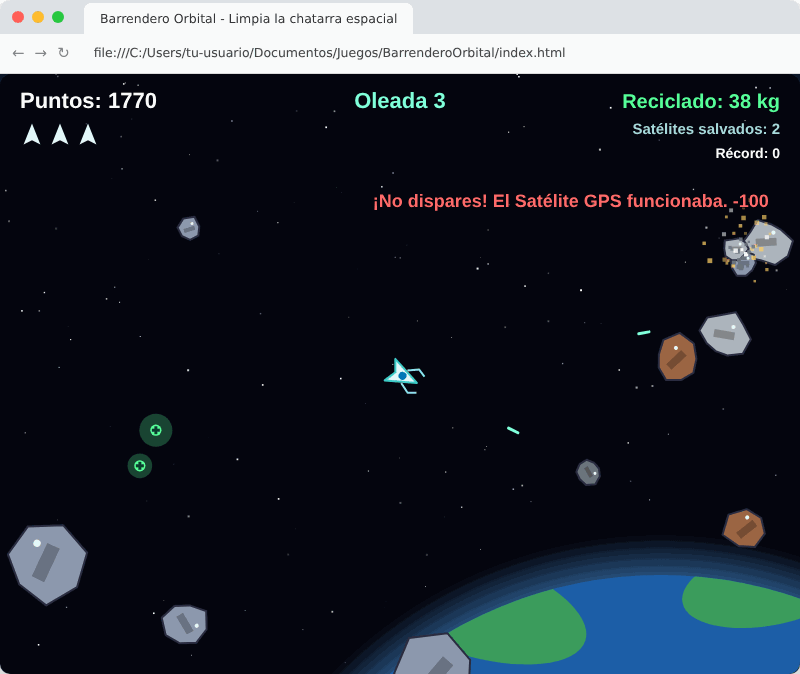 Barrendero Orbital - Limpia la chatarra espacial
file:///C:/Users/tu-usuario/Documentos/Juegos/BarrenderoOrbital/index.html
Puntos: 1770
Oleada 3
Reciclado: 38 kg
Satélites salvados: 2
Récord: 0
¡No dispares! El Satélite GPS funcionaba. -100